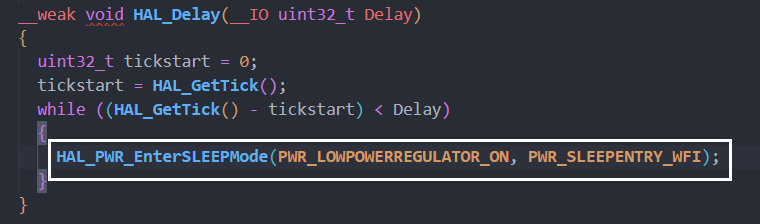 __weak void HAL_Delay(__IO uint32_t Delay)
{
uint32_t tickstart = 0;
tickstart = HAL_GetTick();
while ((HAL_GetTick() - tickstart) < Delay)
{
HAL_PWR_EnterSLEEPMode(PWR_LOWPOWERREGULATOR_ON, PWR_SLEEPENTRY_WFI);
}
}